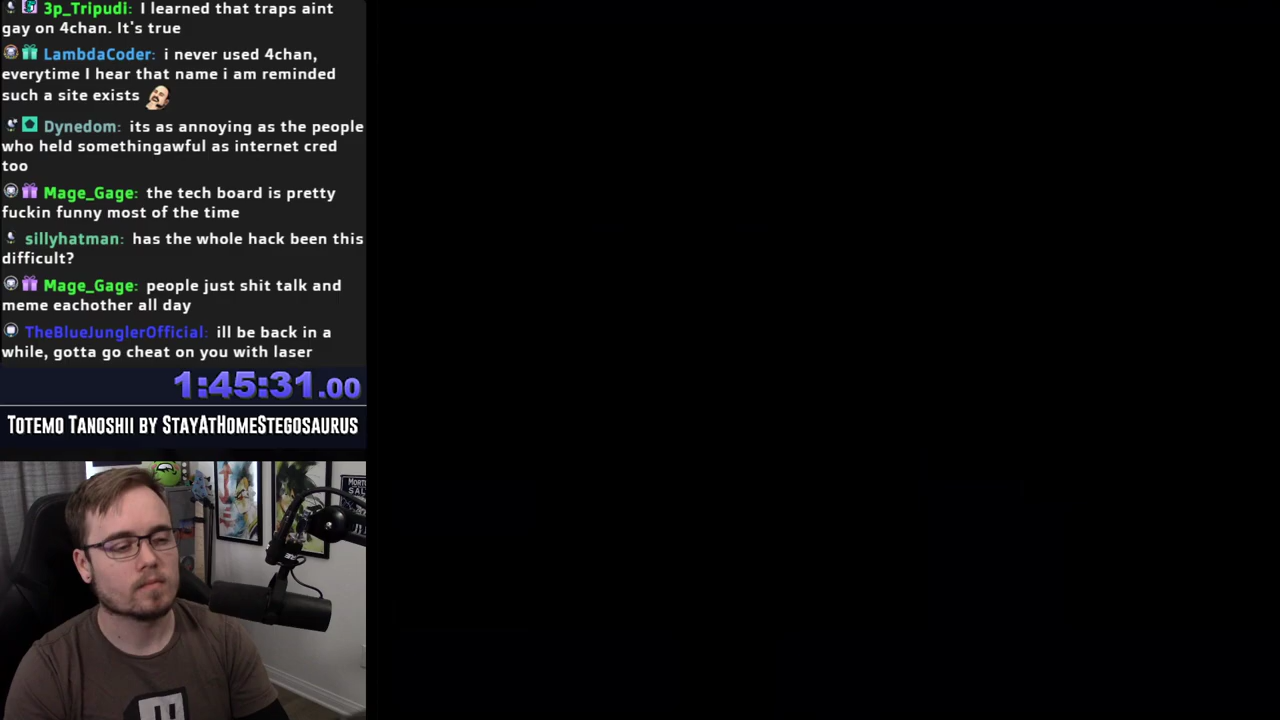 3p_Tripudi: I learned that traps aint
gay on 4chan. It's true
LambdaCoder: i never used 4chan,
everytime I hear that name i am reminded
such a site exists
Dynedom: its as annoying as the people
who held somethingawful as internet cred
too
Mage_Gage: the tech board is pretty
fuckin funny most of the time
sillyhatman: has the whole hack been this
difficult?
Mage_Gage: people just shit talk and
meme eachother all day
TheBlueJunglerOfficial: ill be back in a
while, gotta go cheat on you with laser
1:45:31.00
Totemo Tanoshii by StayAtHomeStegosaurus